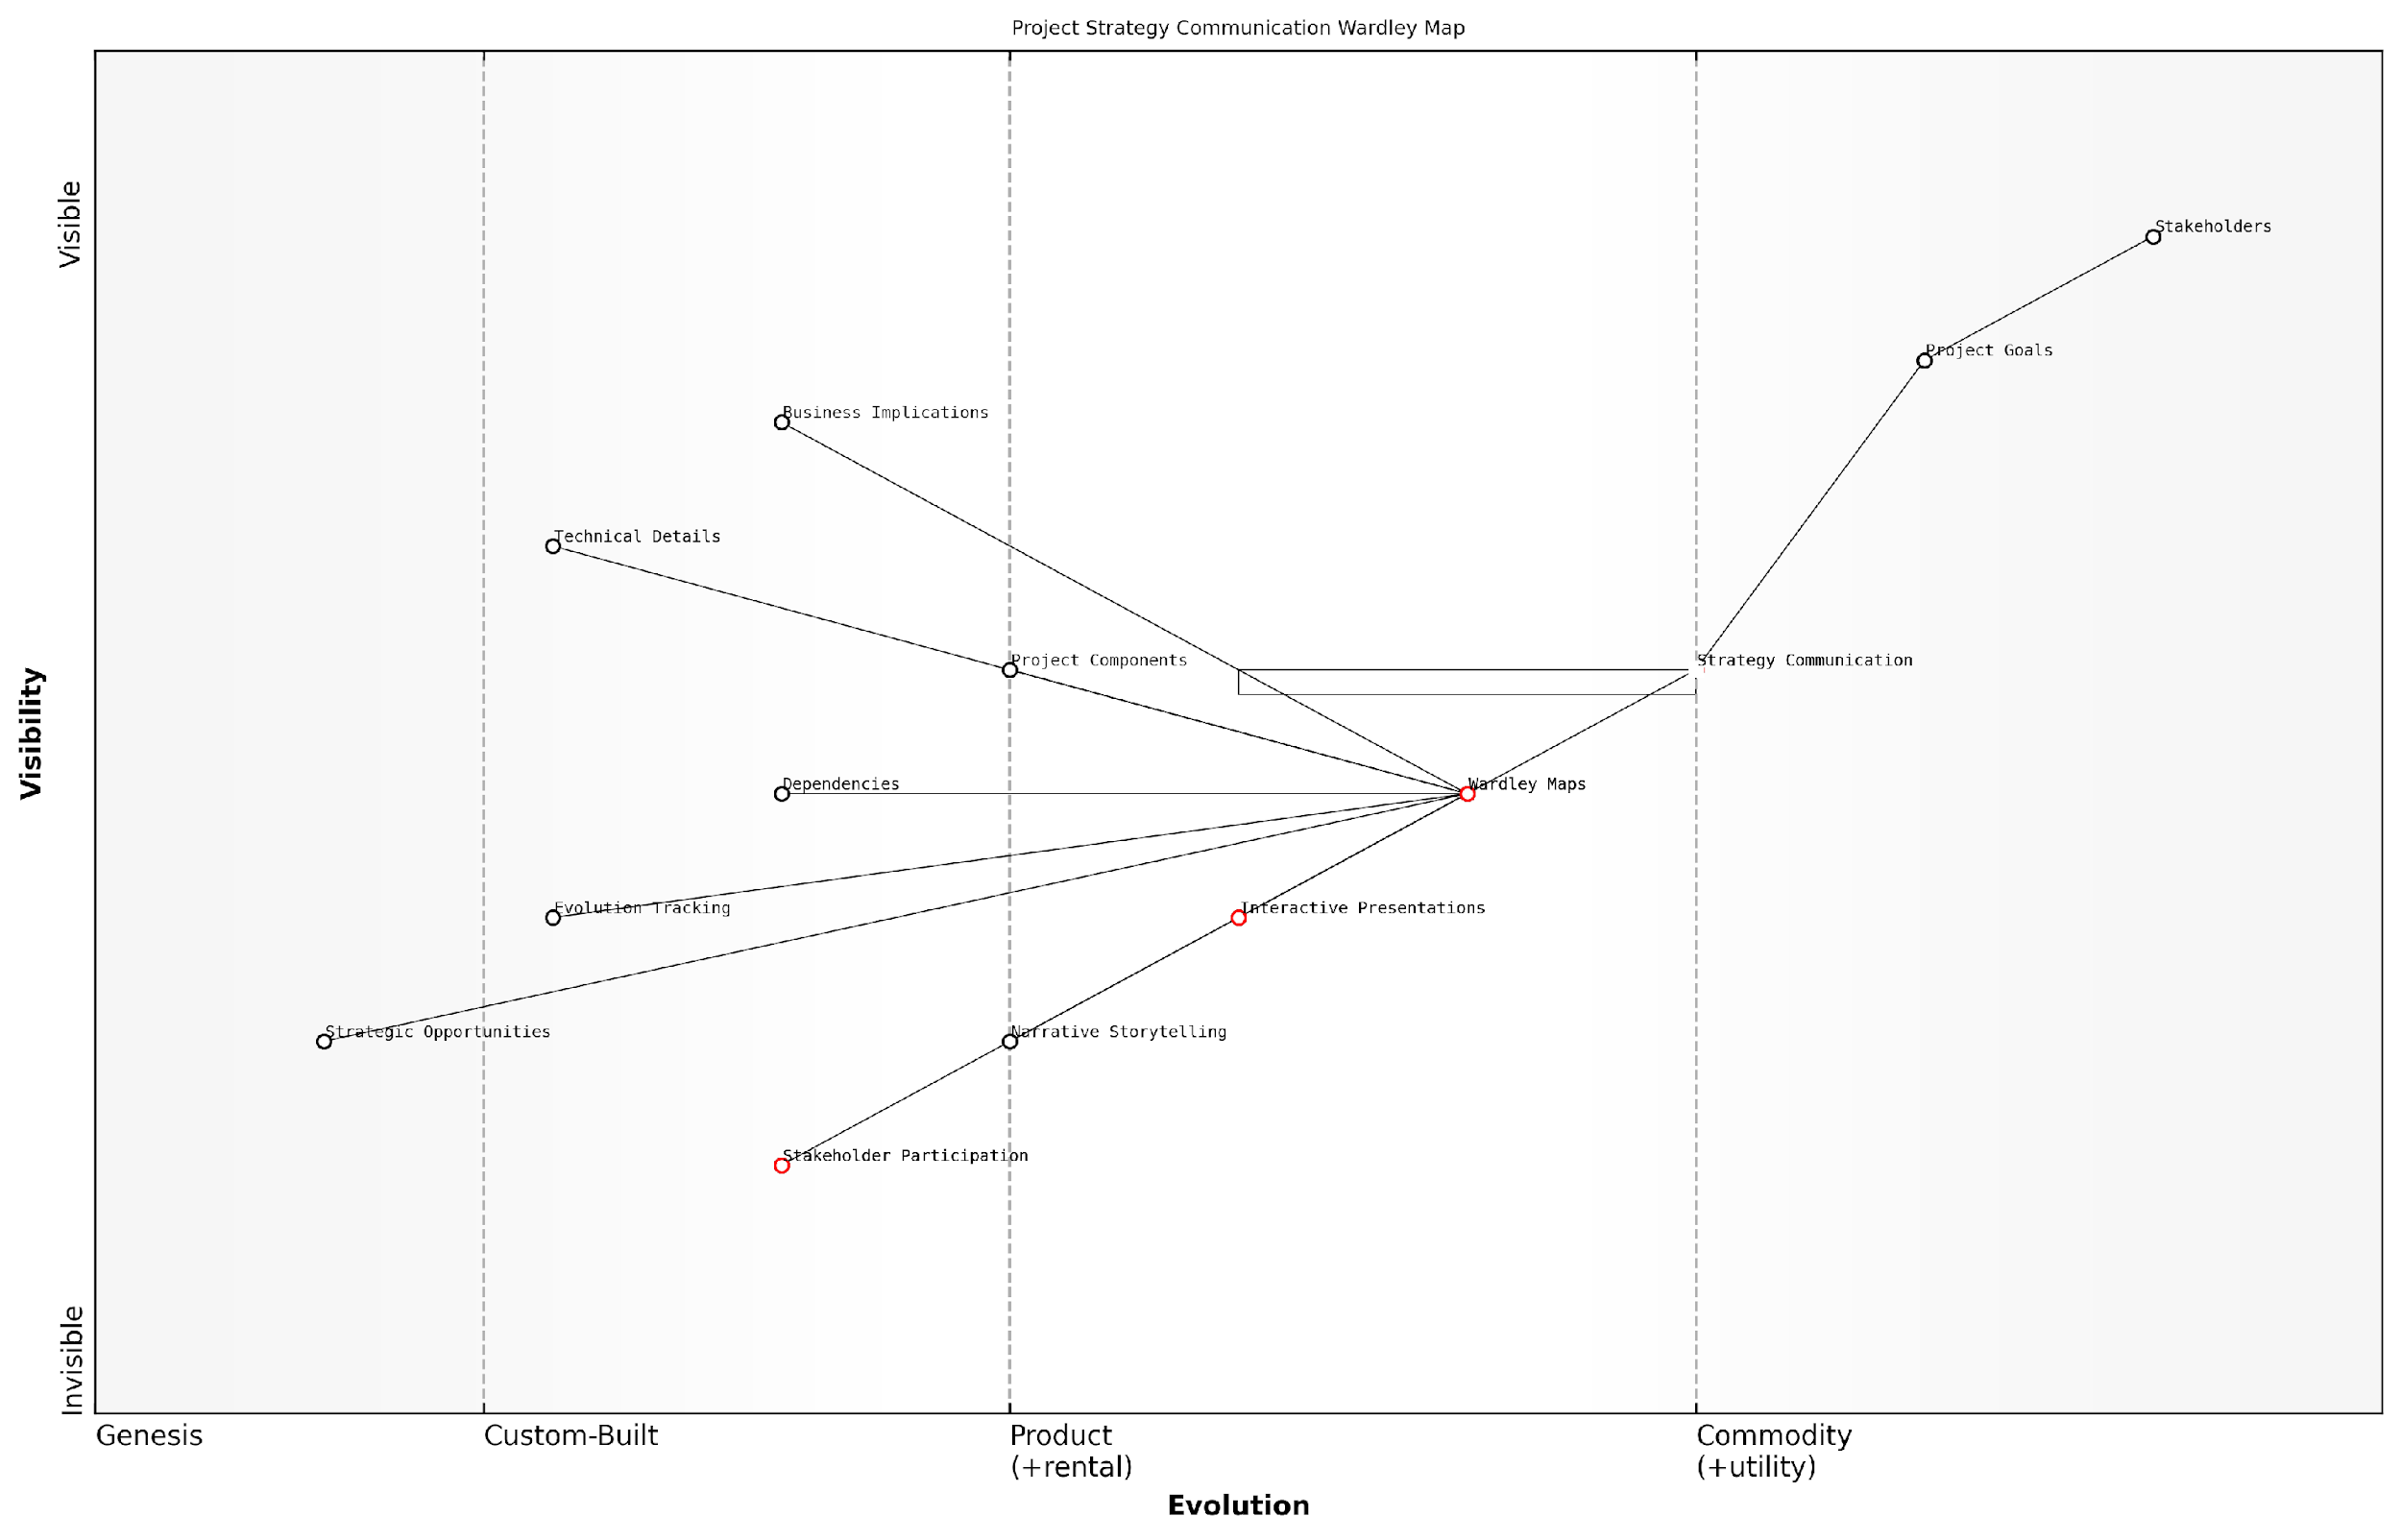 Project Strategy Communication Wardley Map
Visible
Stakeholders
Project Goals
Business Implications
Technical Details
Project Components
Strategy Communication
Visibility
Dependencies
Wardley Maps
Evolution Tracking
Interactive Presentations
Strategic Opportunities
Narrative Storytelling
Stakeholder Participation
Invisible
Genesis
Custom-Built
Product
(+rental)
Commodity
(+utility)
Evolution